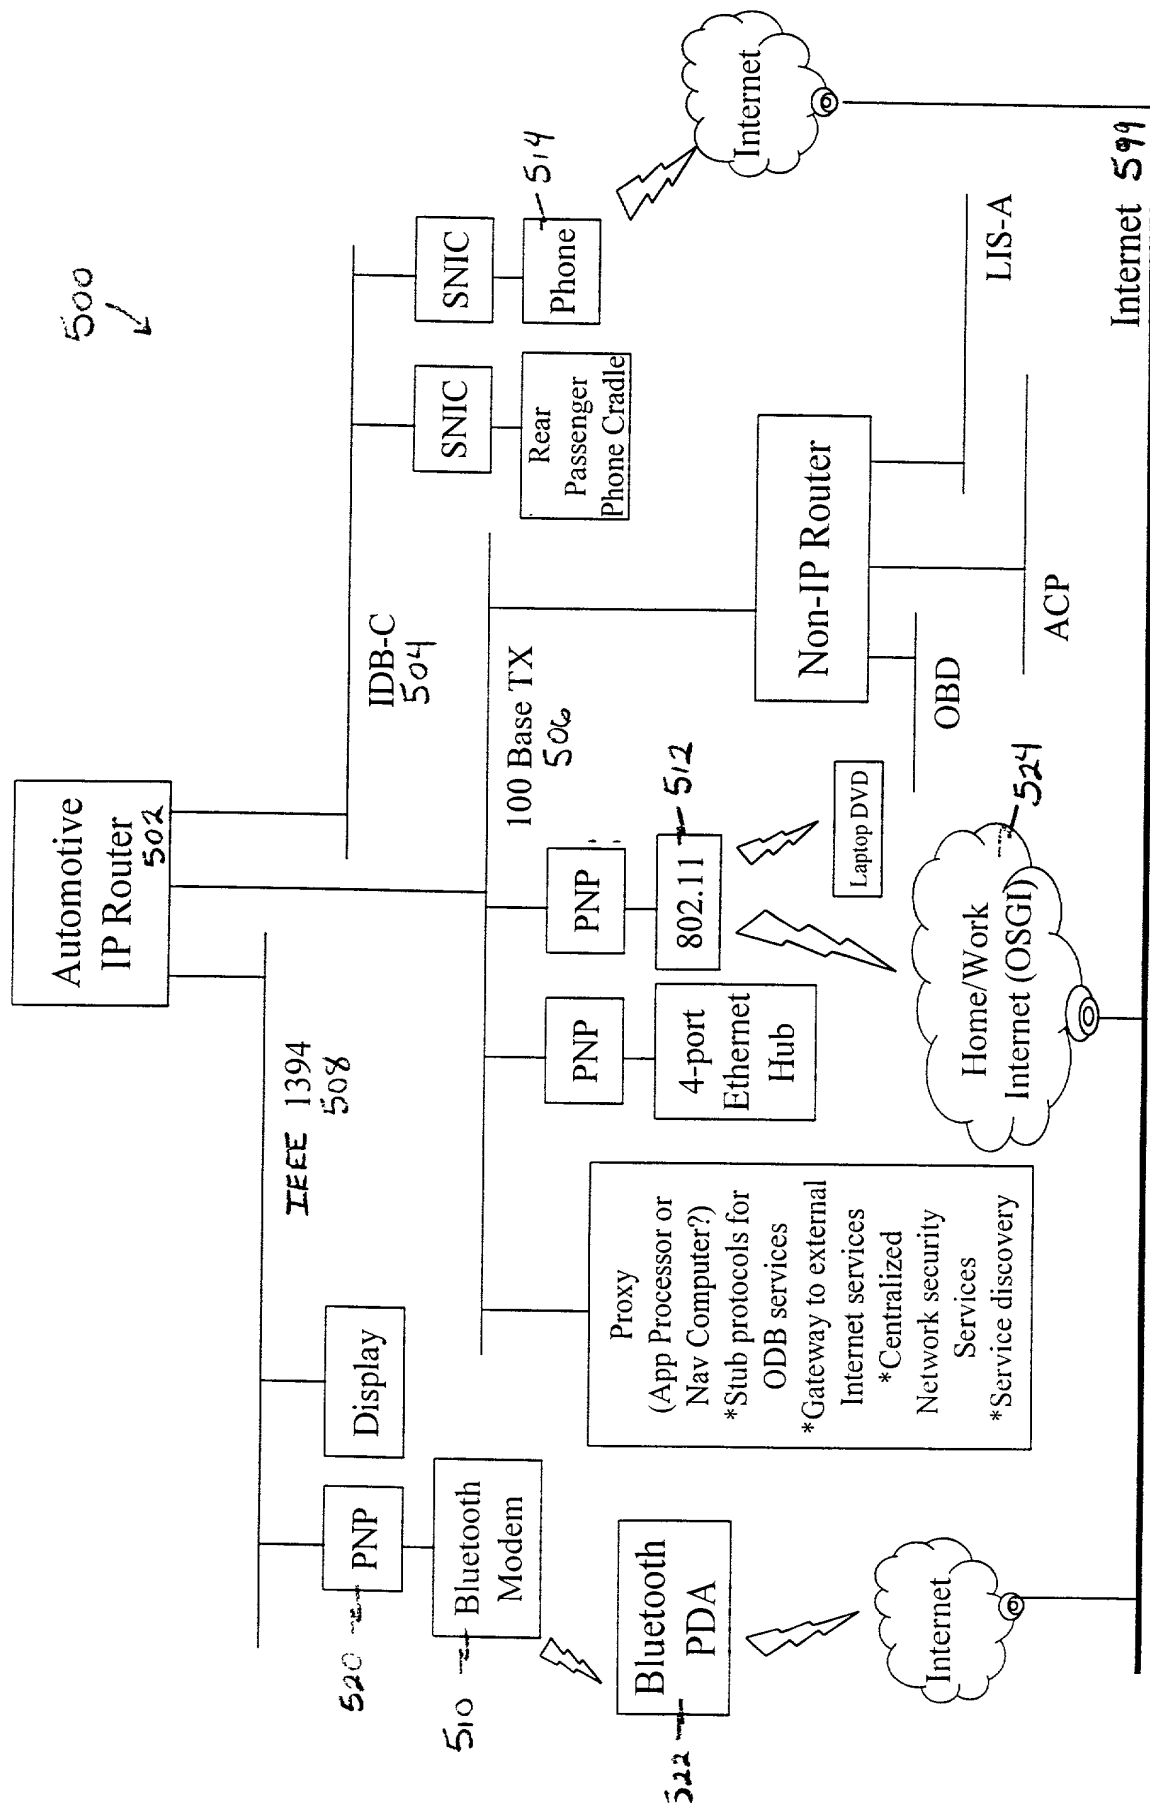 500
Automotive
IP Router
502
IEEE 1394
508
IDB-C
504
100 Base TX
506
Display
PNP
520
Bluetooth
Modem
510
Bluetooth
PDA
522
Internet
Proxy
(App Processor or
Nav Computer?)
*Stub protocols for
ODB services
*Gateway to external
Internet services
*Centralized
Network security
Services
*Service discovery
PNP
4-port
Ethernet
Hub
PNP
802.11
512
Laptop DVD
Home/Work
Internet (OSGI)
524
SNIC
Rear
Passenger
Phone Cradle
SNIC
Phone
514
Internet
Non-IP Router
OBD
ACP
LIS-A
Internet 599